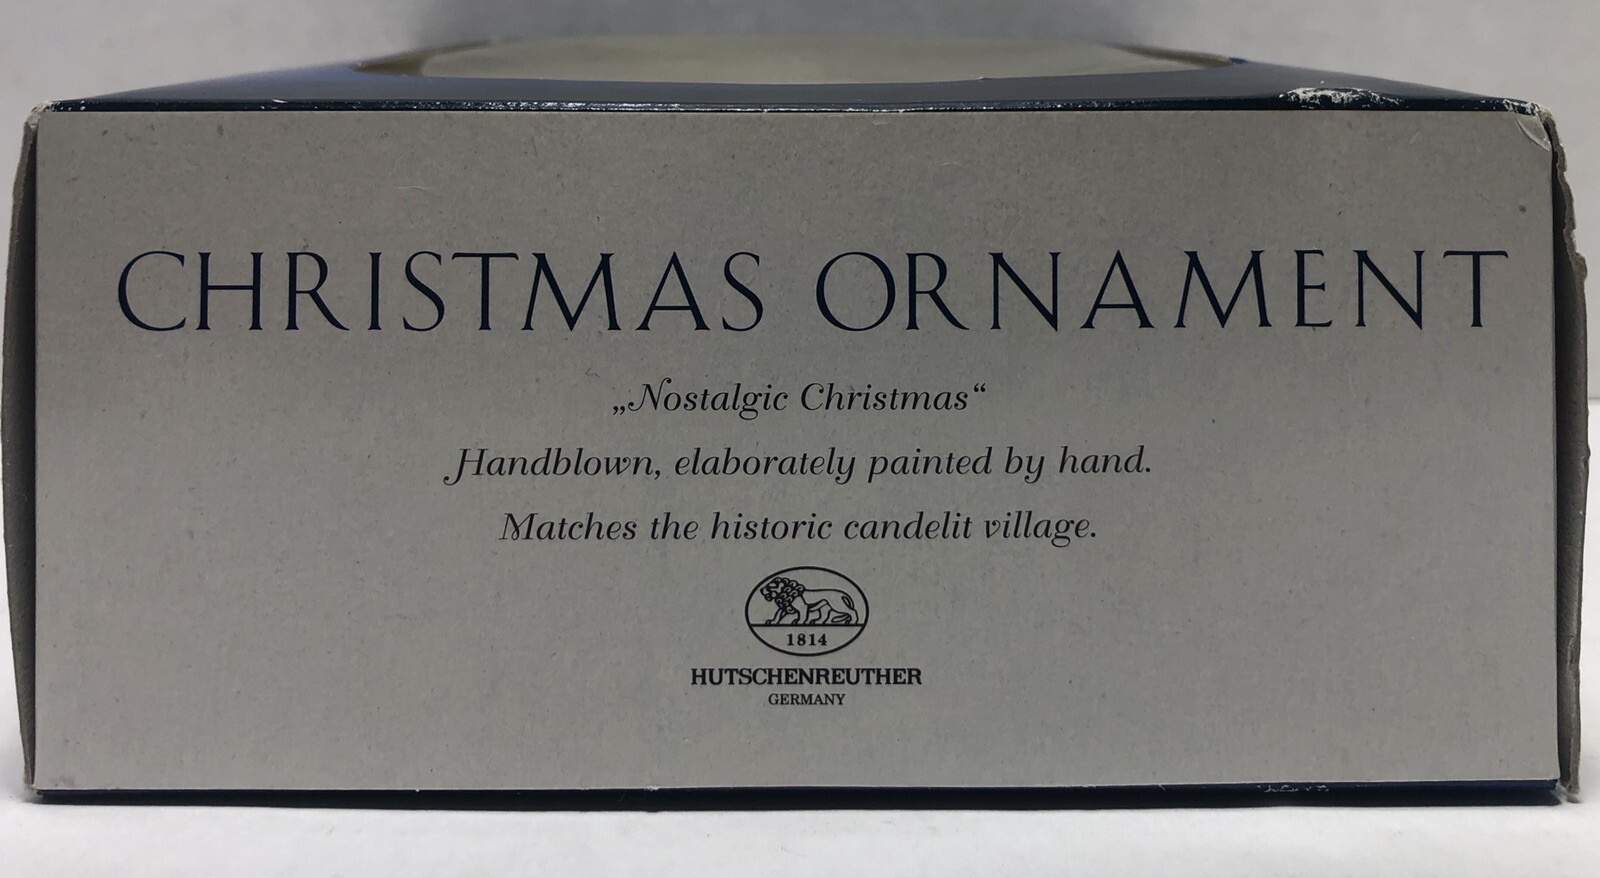 CHRISTMAS ORNAMENT
„Nostalgic Christmas“
Handblown, elaborately painted by hand.
Matches the historic candelit village.
1814
HUTSCHENREUTHER
GERMANY